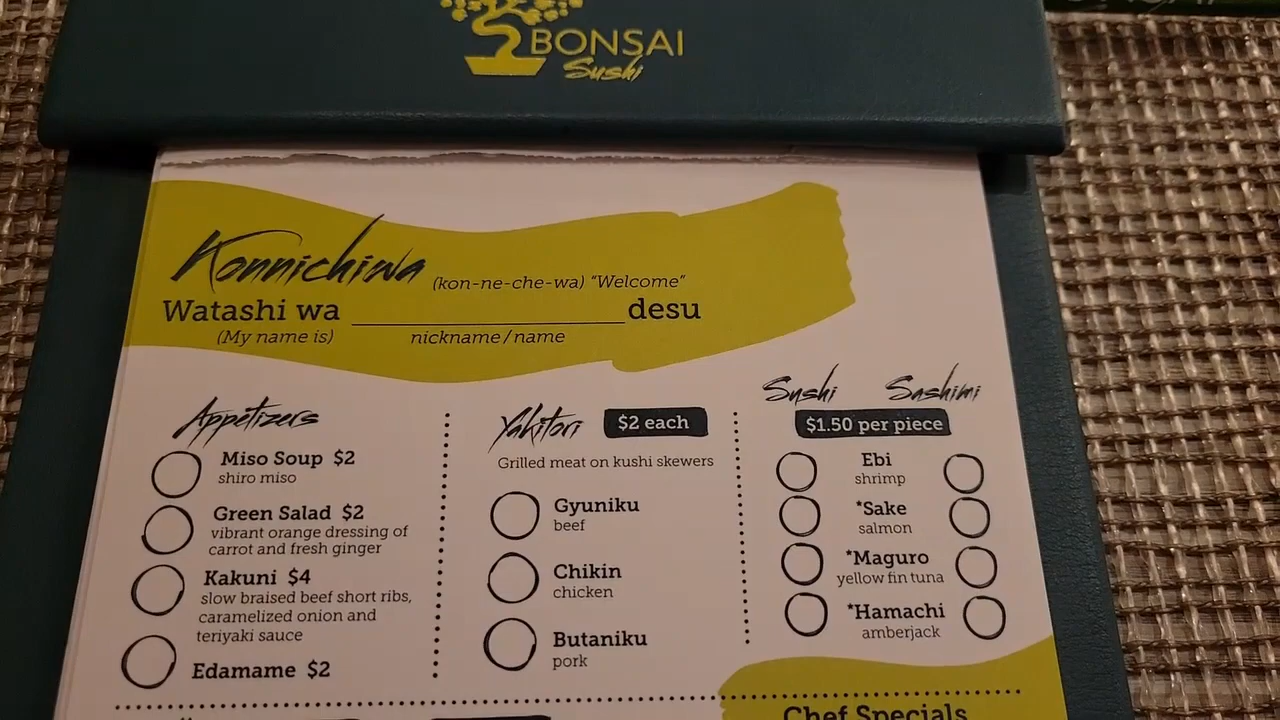 BONSAI
Sushi
Konnichiwa (kon-ne-che-wa) "Welcome"
Watashi wa ____________________ desu
(My name is) nickname/name
Appetizers
Miso Soup $2
shiro miso
Green Salad $2
vibrant orange dressing of
carrot and fresh ginger
Kakuni $4
slow braised beef short ribs,
caramelized onion and
teriyaki sauce
Edamame $2
Yakitori $2 each
Grilled meat on kushi skewers
Gyuniku
beef
Chikin
chicken
Butaniku
pork
Sushi Sashimi
$1.50 per piece
Ebi
shrimp
*Sake
salmon
*Maguro
yellow fin tuna
*Hamachi
amberjack
Chef Specials